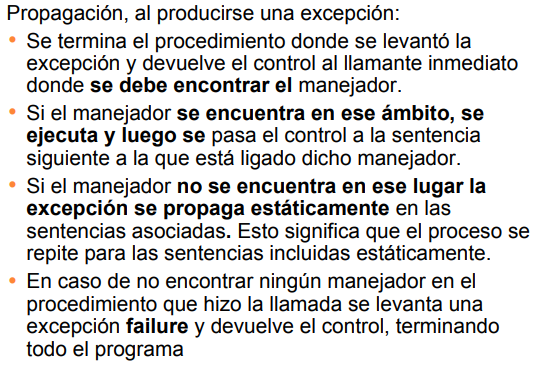 Propagación, al producirse una excepción:
• Se termina el procedimiento donde se levantó la
excepción y devuelve el control al llamante inmediato
donde se debe encontrar el manejador.
• Si el manejador se encuentra en ese ámbito, se
ejecuta y luego se pasa el control a la sentencia
siguiente a la que está ligado dicho manejador.
• Si el manejador no se encuentra en ese lugar la
excepción se propaga estáticamente en las
sentencias asociadas. Esto significa que el proceso se
repite para las sentencias incluidas estáticamente.
• En caso de no encontrar ningún manejador en el
procedimiento que hizo la llamada se levanta una
excepción failure y devuelve el control, terminando
todo el programa